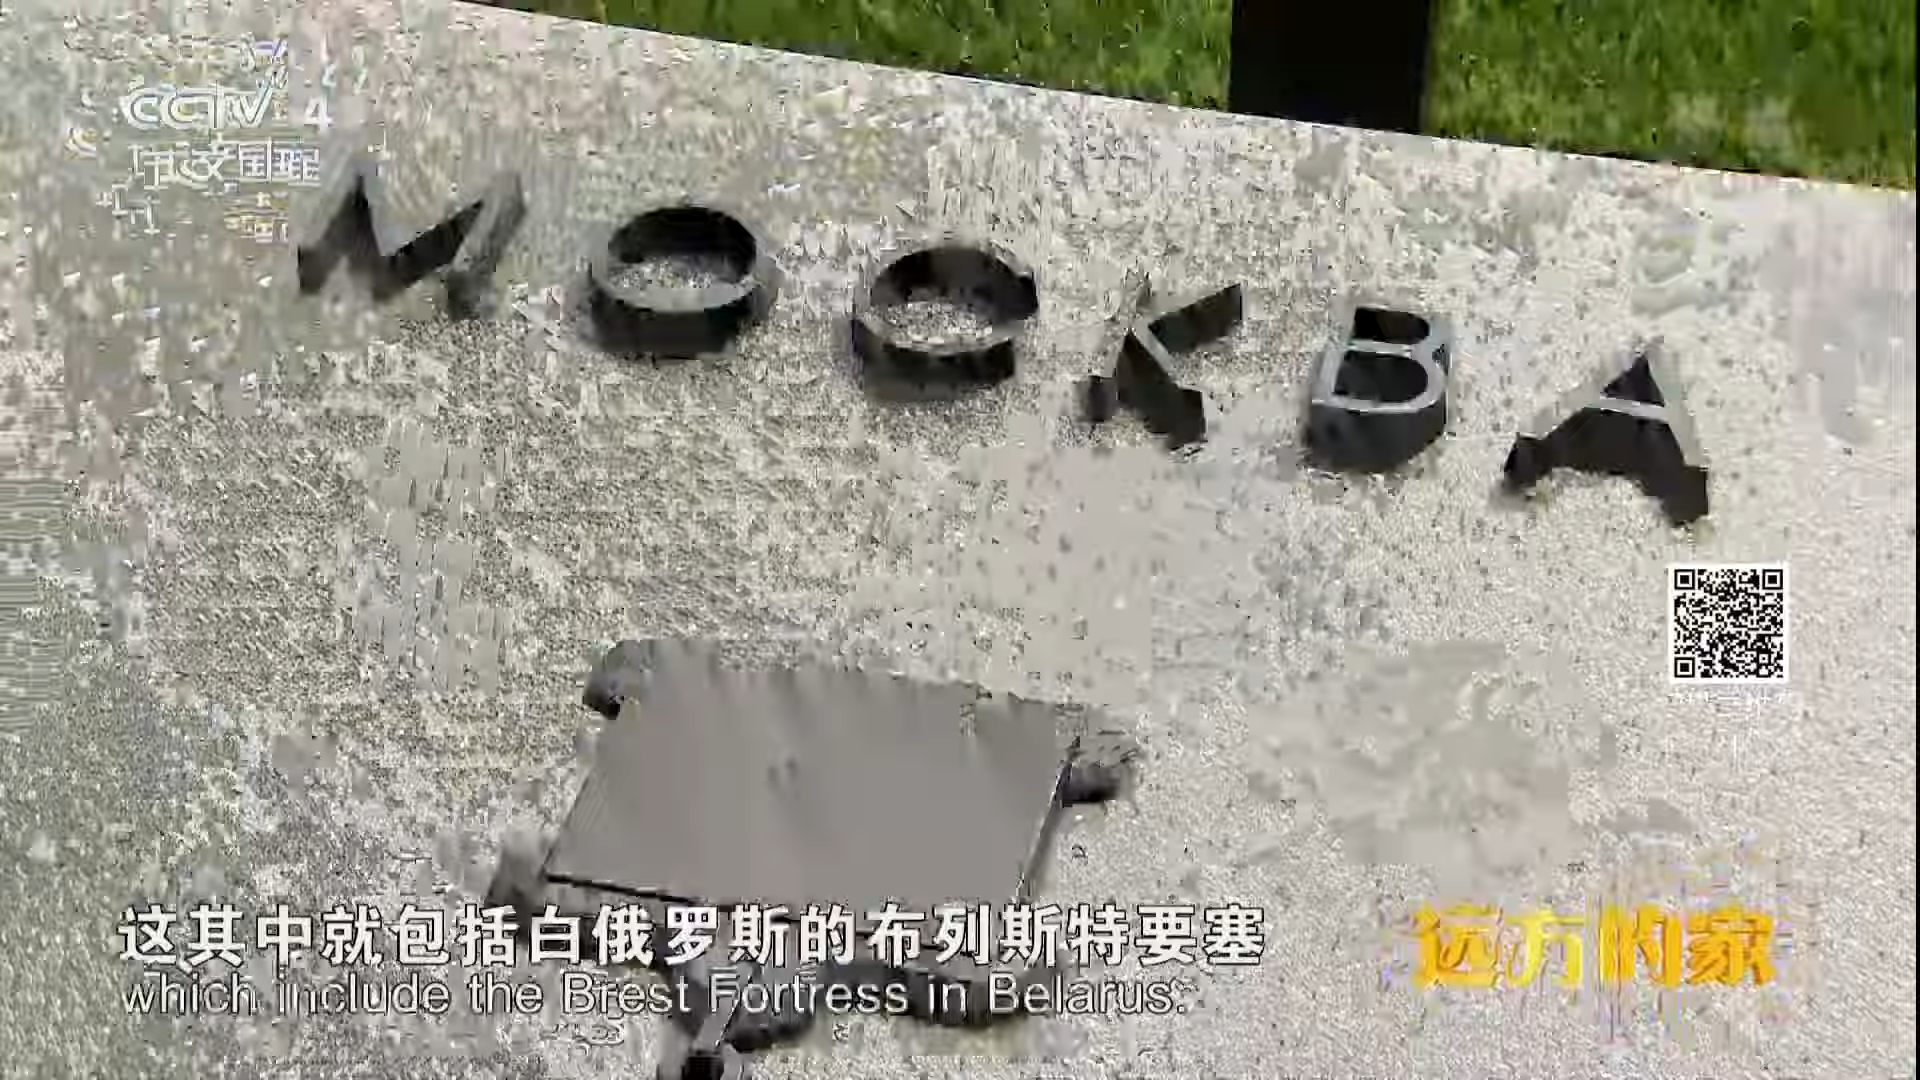 CCTV 4
中文国际
МОСКВА
这其中就包括白俄罗斯的布列斯特要塞
which include the Brest Fortress in Belarus.
远方的家